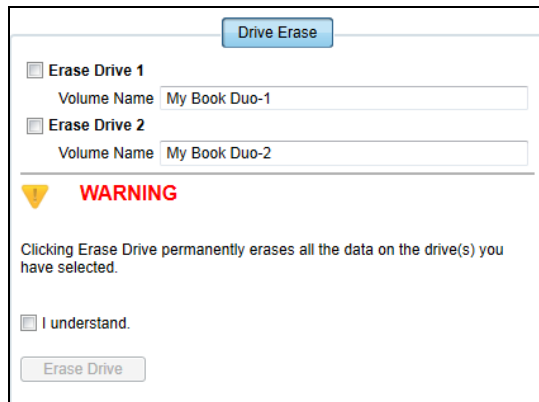 Drive Erase
Erase Drive 1
Volume Name My Book Duo-1
Erase Drive 2
Volume Name My Book Duo-2
WARNING
Clicking Erase Drive permanently erases all the data on the drive(s) you
have selected.
I understand.
Erase Drive